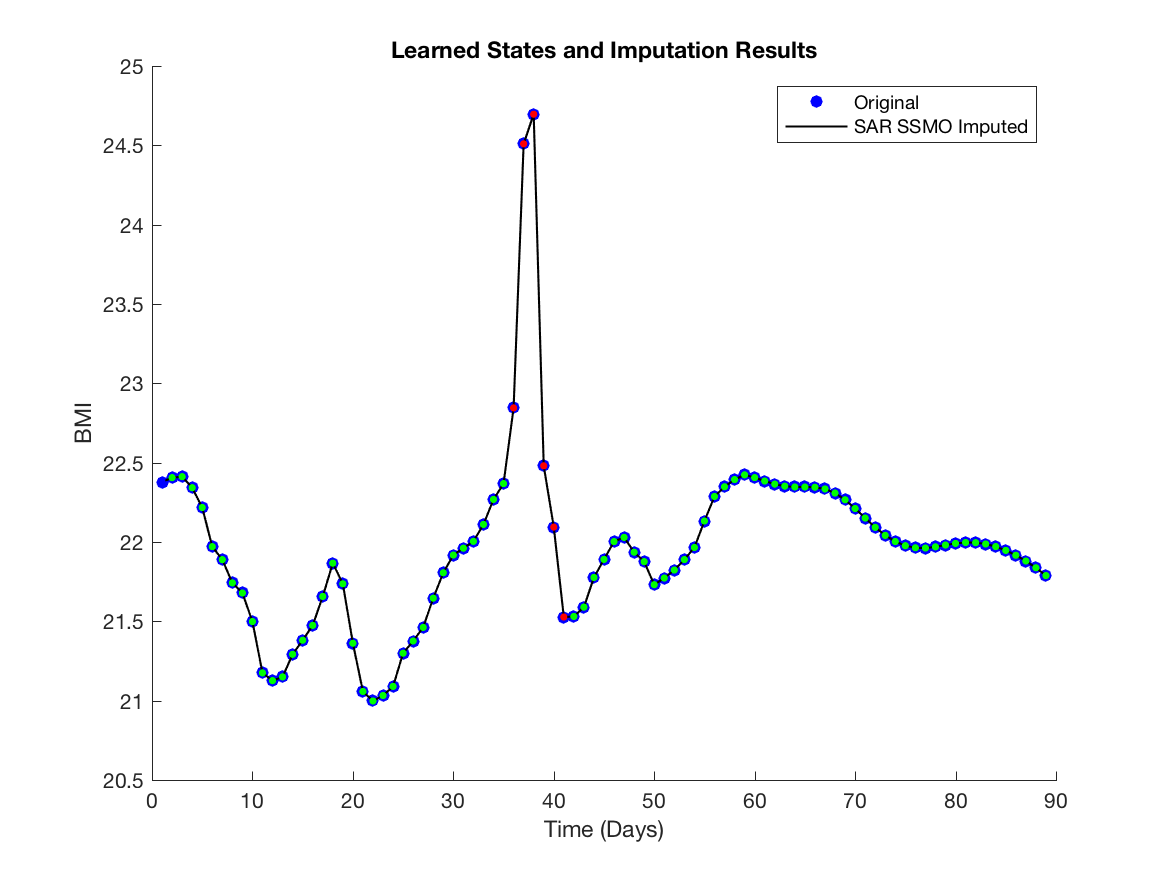 Learned States and Imputation Results
25
24.5
24
23.5
23
22.5
22
21.5
21
20.5
BMI
Original
SAR SSMO Imputed
0 10 20 30 40 50 60 70 80 90
Time (Days)